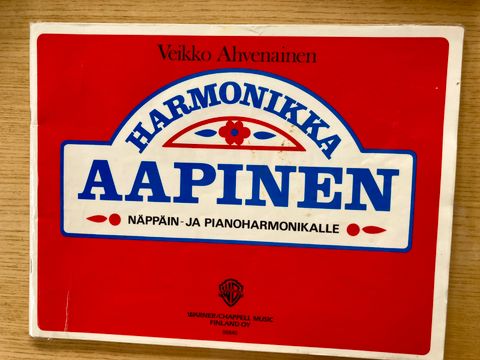 Veikko Ahvenainen
HARMONIKKA
AAPINEN
NÄPPÄIN- JA PIANOHARMONIKALLE
WARNER/CHAPPELL MUSIC
FINLAND OY